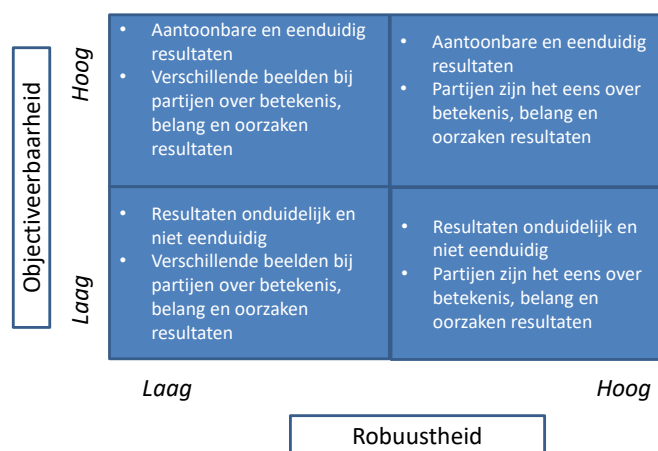 Objectiveerbaarheid
Hoog
• Aantoonbare en eenduidig
resultaten
• Verschillende beelden bij
partijen over betekenis,
belang en oorzaken
resultaten
• Aantoonbare en eenduidig
resultaten
• Partijen zijn het eens over
betekenis, belang en
oorzaken resultaten
Laag
• Resultaten onduidelijk en
niet eenduidig
• Verschillende beelden bij
partijen over betekenis,
belang en oorzaken
resultaten
• Resultaten onduidelijk en
niet eenduidig
• Partijen zijn het eens over
betekenis, belang en
oorzaken resultaten
Laag
Hoog
Robuustheid